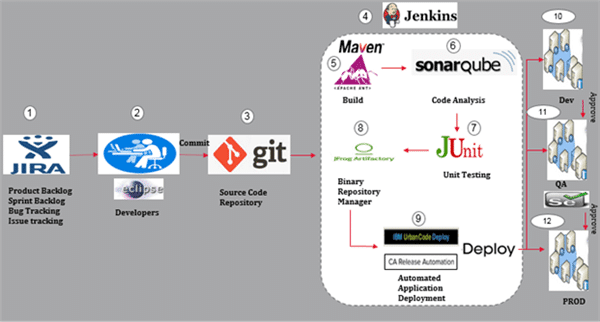 1
JIRA
Product Backlog
Sprint Backlog
Bug Tracking
Issue tracking
2
eclipse
Developers
Commit
3
git
Source Code
Repository
4
Jenkins
5
Maven
APACHE ANT
Build
6
sonarqube
Code Analysis
7
JUnit
Unit Testing
8
JFrog Artifactory
Binary
Repository
Manager
9
IBM UrbanCode Deploy
CA Release Automation
Deploy
Automated
Application
Deployment
10
Dev
Approve
11
QA
Approve
12
PROD